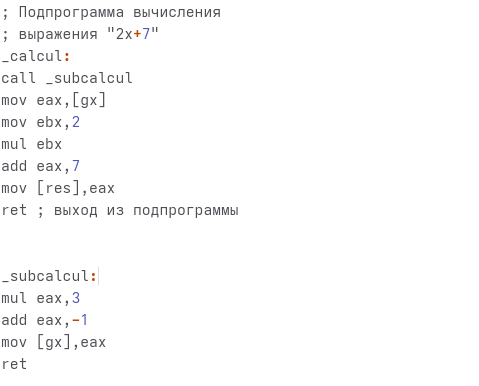 ; Подпрограмма вычисления
; выражения "2x+7"
_calcul:
call _subcalcul
mov eax,[gx]
mov ebx,2
mul ebx
add eax,7
mov [res],eax
ret ; выход из подпрограммы
_subcalcul:
mul eax,3
add eax,-1
mov [gx],eax
ret